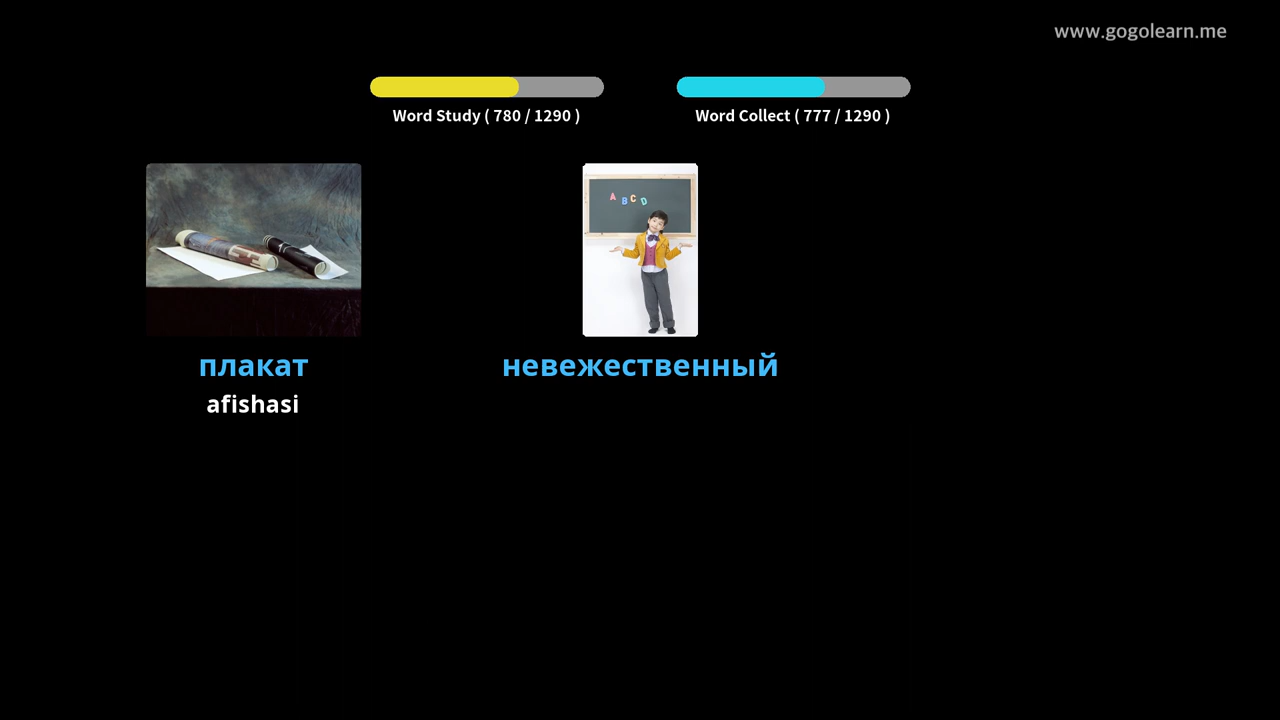 www.gogolearn.me
Word Study ( 780 / 1290 )
Word Collect ( 777 / 1290 )
A B C D
плакат
невежественный
afishasi